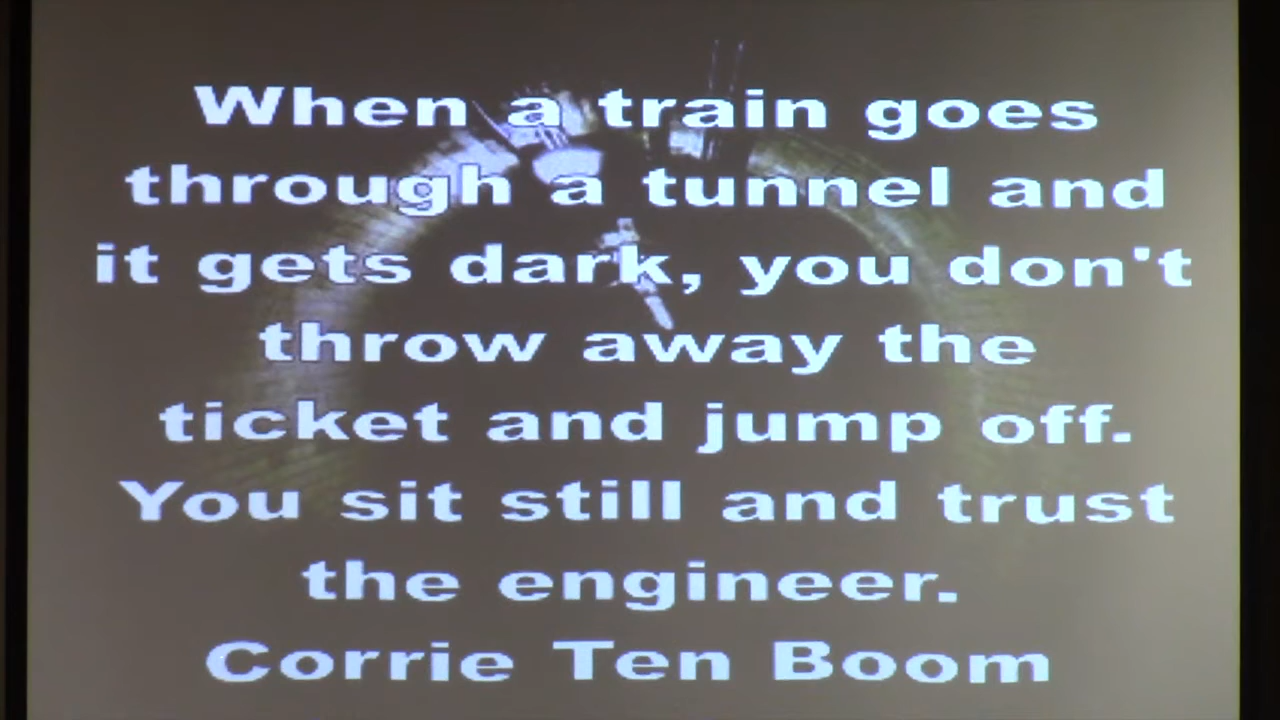 When a train goes
through a tunnel and
it gets dark, you don't
throw away the
ticket and jump off.
You sit still and trust
the engineer.
Corrie Ten Boom